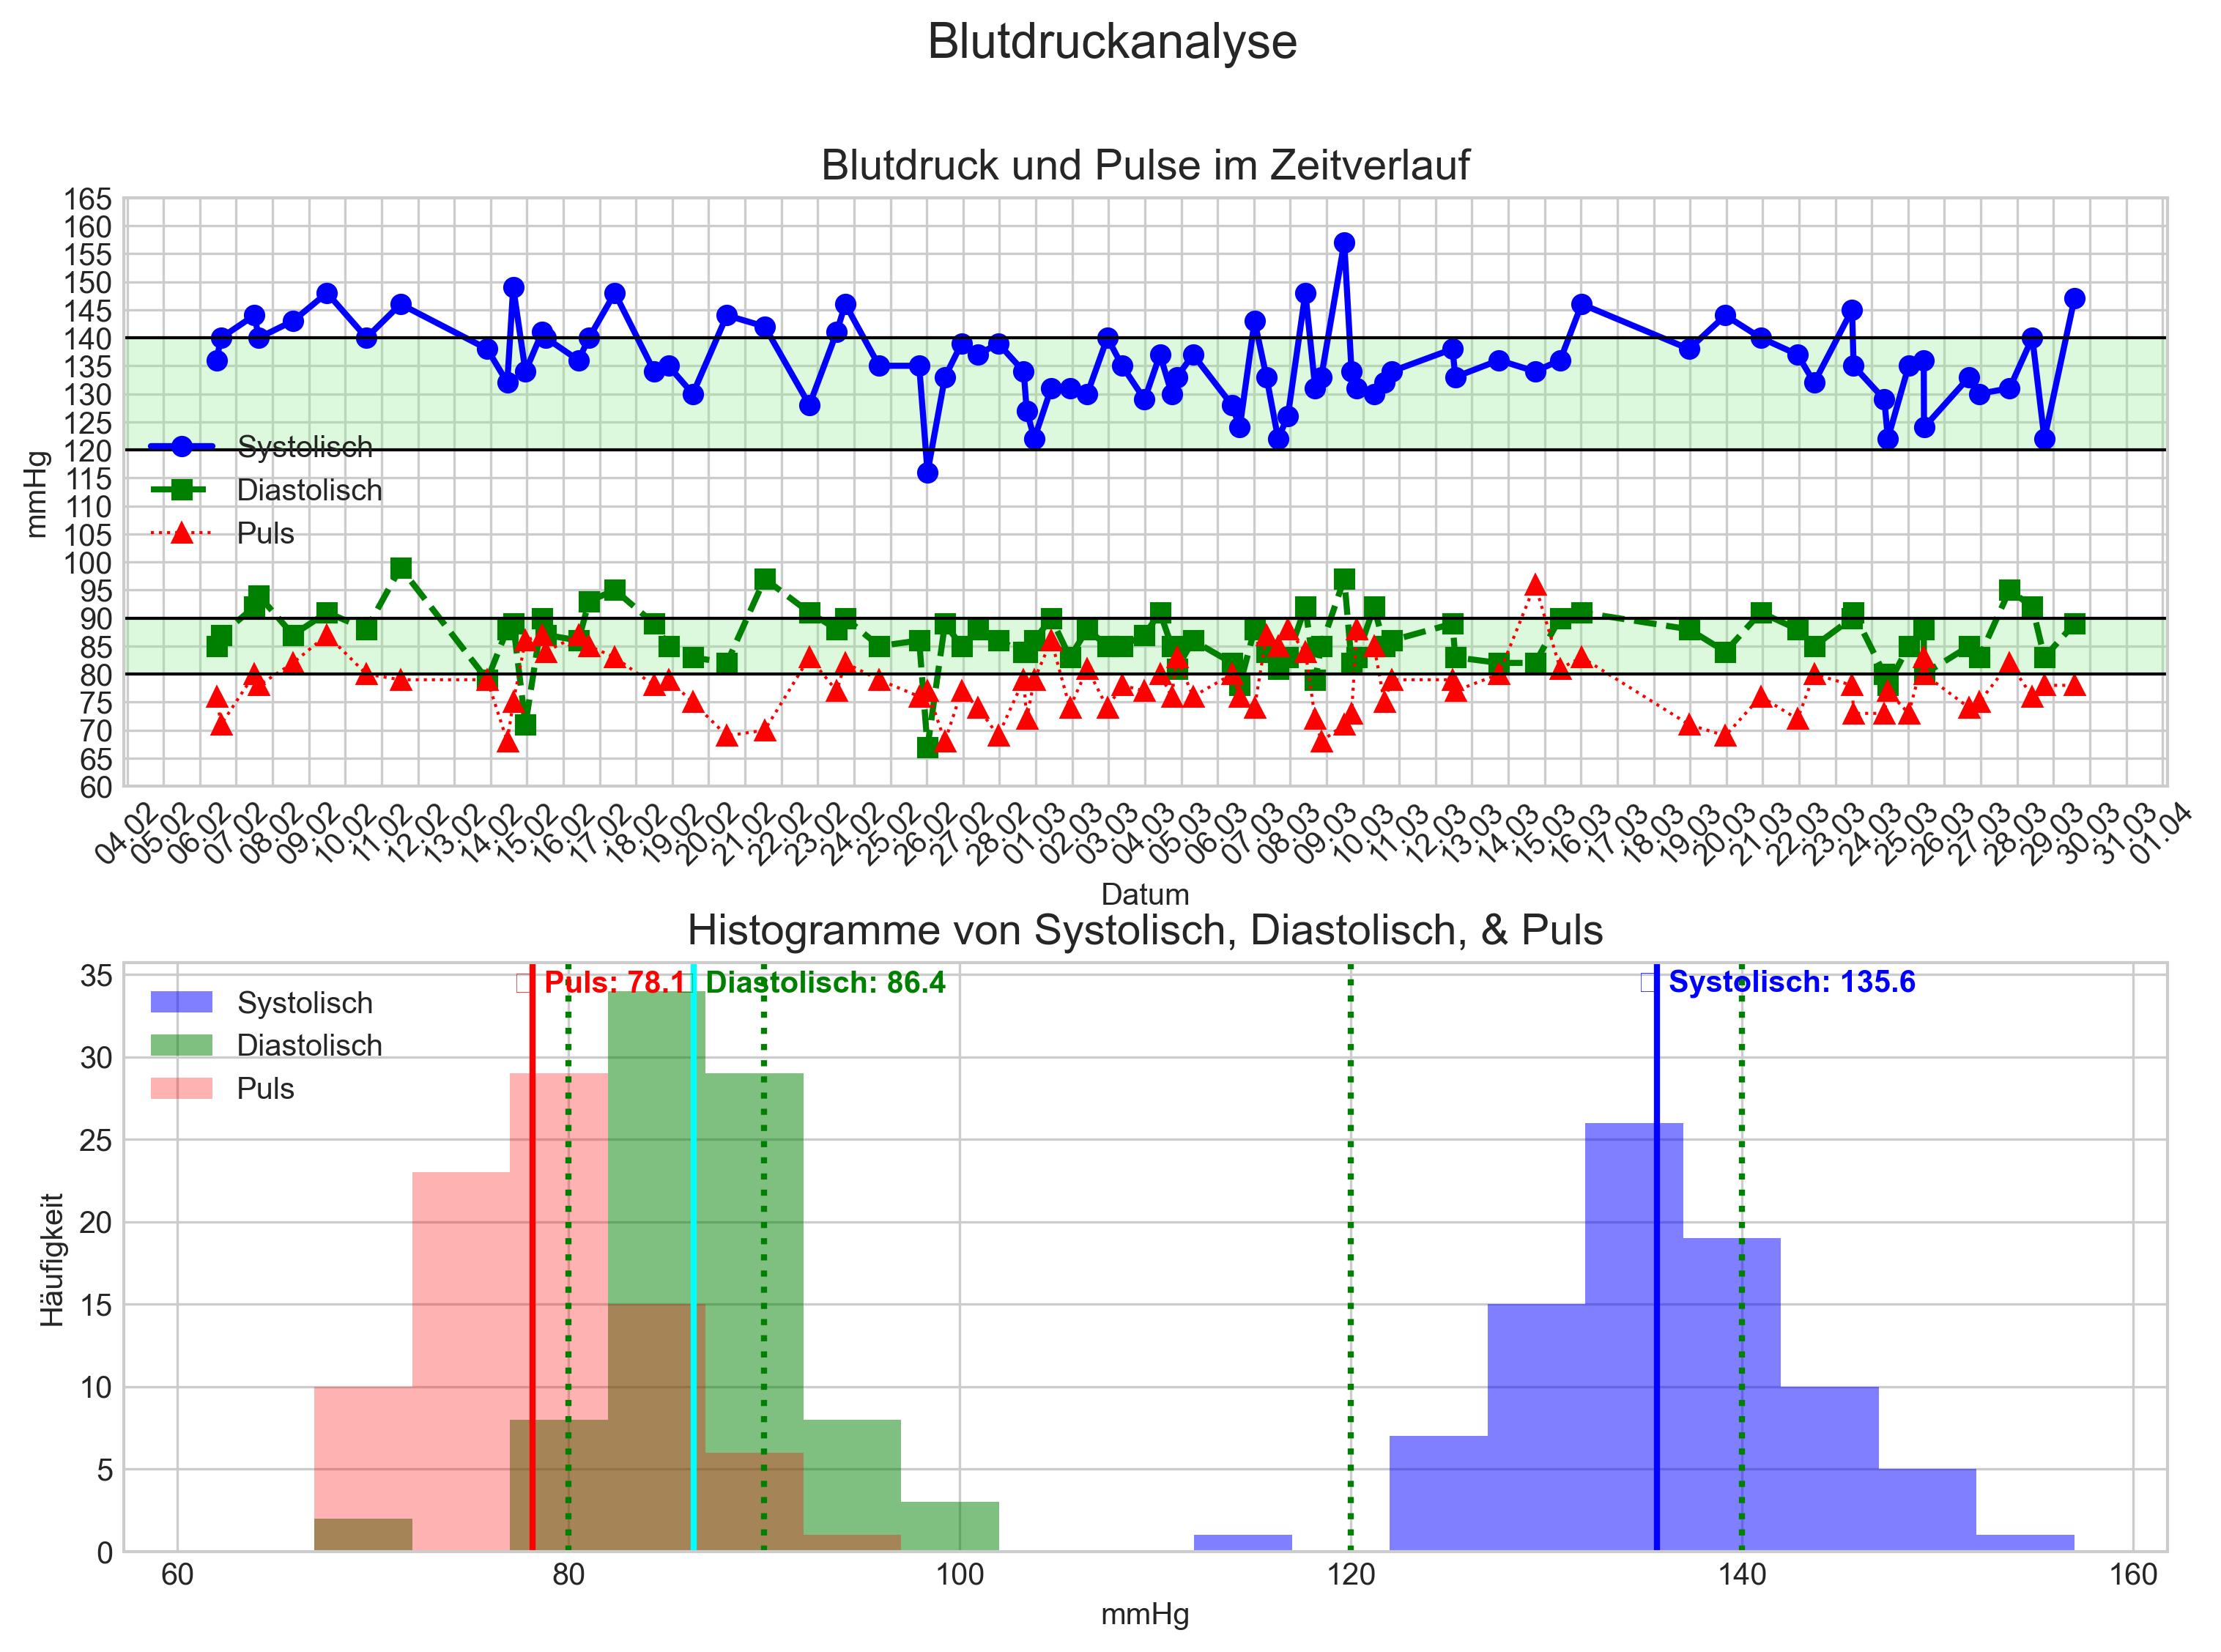 Blutdruckanalyse
Blutdruck und Pulse im Zeitverlauf
165
160
155
150
145
140
135
130
125
120
115
110
105
100
95
90
85
80
75
70
65
60
mmHg
Systolisch
Diastolisch
Puls
04.02 05.02 06.02 07.02 08.02 09.02 10.02 11.02 12.02 13.02 14.02 15.02 16.02 17.02 18.02 19.02 20.02 21.02 22.02 23.02 24.02 25.02 26.02 27.02 28.02 01.03 02.03 03.03 04.03 05.03 06.03 07.03 08.03 09.03 10.03 11.03 12.03 13.03 14.03 15.03 16.03 17.03 18.03 19.03 20.03 21.03 22.03 23.03 24.03 25.03 26.03 27.03 28.03 29.03 30.03 31.03 01.04
Datum
Histogramme von Systolisch, Diastolisch, & Puls
□ Puls: 78.1 □ Diastolisch: 86.4 □ Systolisch: 135.6
Systolisch
Diastolisch
Puls
35
30
25
20
15
10
5
0
Häufigkeit
60 80 100 120 140 160
mmHg